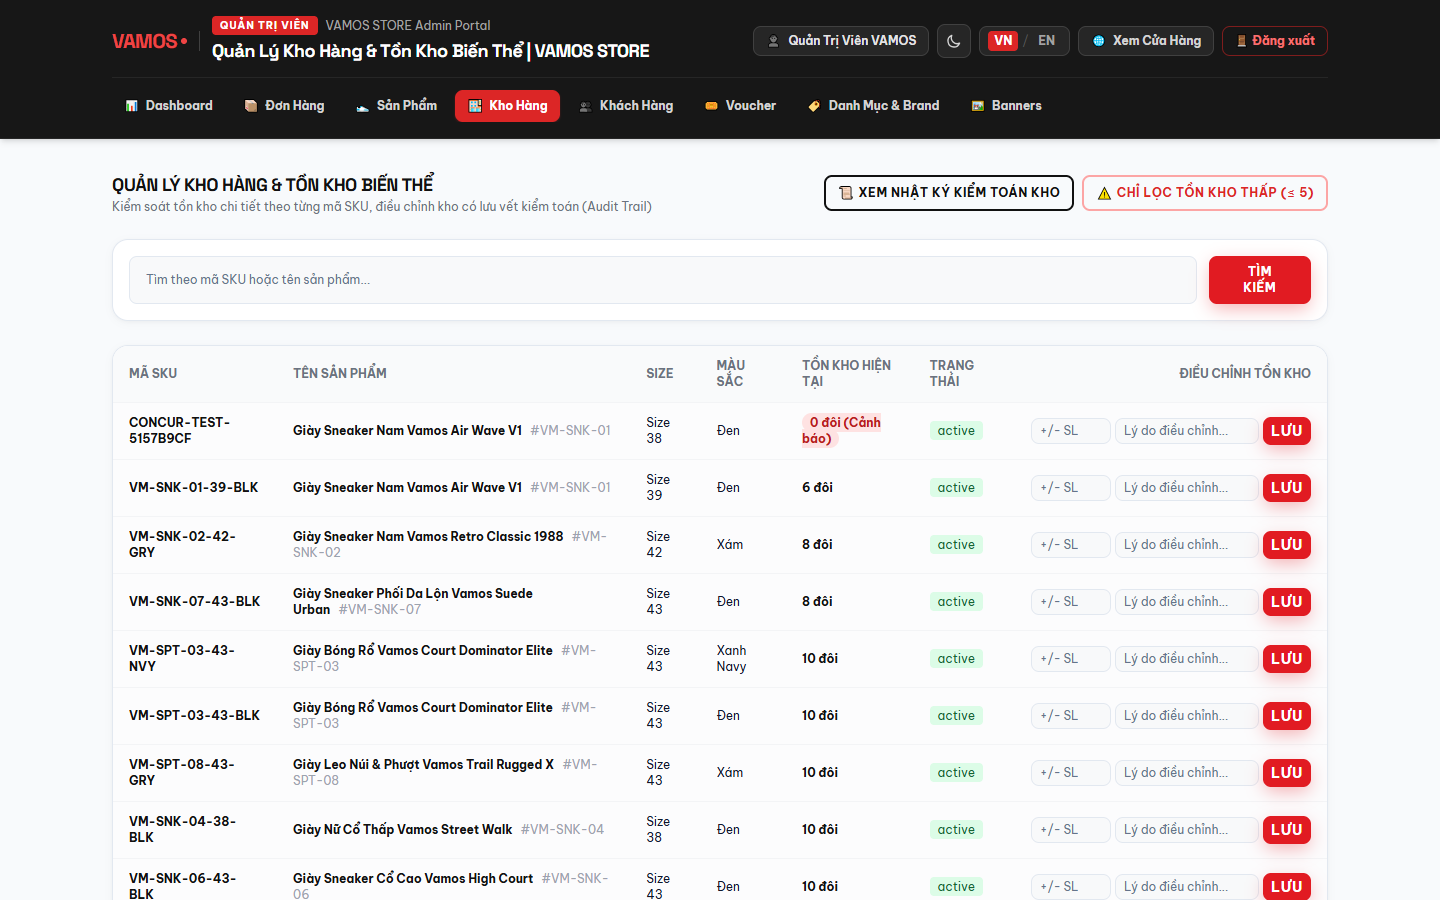 VAMOS
QUẢN TRỊ VIÊN VAMOS STORE Admin Portal
Quản Lý Kho Hàng & Tồn Kho Biến Thể | VAMOS STORE
Quản Trị Viên VAMOS
VN / EN
Xem Cửa Hàng
Đăng xuất
Dashboard
Đơn Hàng
Sản Phẩm
Kho Hàng
Khách Hàng
Voucher
Danh Mục & Brand
Banners
QUẢN LÝ KHO HÀNG & TỒN KHO BIẾN THỂ
Kiểm soát tồn kho chi tiết theo từng mã SKU, điều chỉnh kho có lưu vết kiểm toán (Audit Trail)
XEM NHẬT KÝ KIỂM TOÁN KHO
CHỈ LỌC TỒN KHO THẤP (≤ 5)
Tìm theo mã SKU hoặc tên sản phẩm...
TÌM
KIẾM
MÃ SKU
TÊN SẢN PHẨM
SIZE
MÀU
SẮC
TỒN KHO HIỆN
TẠI
TRẠNG
THÁI
ĐIỀU CHỈNH TỒN KHO
CONCUR-TEST-
5157B9CF
Giày Sneaker Nam Vamos Air Wave V1 #VM-SNK-01
Size
38
Đen
0 đôi (Cảnh
báo)
active
+/- SL
Lý do điều chỉnh...
LƯU
VM-SNK-01-39-BLK
Giày Sneaker Nam Vamos Air Wave V1 #VM-SNK-01
Size
39
Đen
6 đôi
active
+/- SL
Lý do điều chỉnh...
LƯU
VM-SNK-02-42-
GRY
Giày Sneaker Nam Vamos Retro Classic 1988 #VM-
SNK-02
Size
42
Xám
8 đôi
active
+/- SL
Lý do điều chỉnh...
LƯU
VM-SNK-07-43-BLK
Giày Sneaker Phối Da Lộn Vamos Suede
Urban #VM-SNK-07
Size
43
Đen
8 đôi
active
+/- SL
Lý do điều chỉnh...
LƯU
VM-SPT-03-43-
NVY
Giày Bóng Rổ Vamos Court Dominator Elite #VM-
SPT-03
Size
43
Xanh
Navy
10 đôi
active
+/- SL
Lý do điều chỉnh...
LƯU
VM-SPT-03-43-BLK
Giày Bóng Rổ Vamos Court Dominator Elite #VM-
SPT-03
Size
43
Đen
10 đôi
active
+/- SL
Lý do điều chỉnh...
LƯU
VM-SPT-08-43-
GRY
Giày Leo Núi & Phượt Vamos Trail Rugged X #VM-
SPT-08
Size
43
Xám
10 đôi
active
+/- SL
Lý do điều chỉnh...
LƯU
VM-SNK-04-38-
BLK
Giày Nữ Cổ Thấp Vamos Street Walk #VM-SNK-04
Size
38
Đen
10 đôi
active
+/- SL
Lý do điều chỉnh...
LƯU
VM-SNK-06-43-
BLK
Giày Sneaker Cổ Cao Vamos High Court #VM-SNK-
06
Size
43
Đen
10 đôi
active
+/- SL
Lý do điều chỉnh...
LƯU